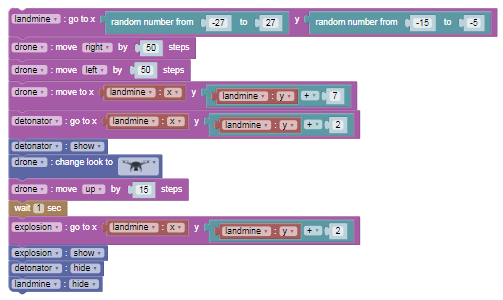 landmine : go to x random number from -27 to 27 y random number from -15 to -5
drone : move right by 50 steps
drone : move left by 50 steps
drone : move to x landmine : x y landmine : y + 7
detonator : go to x landmine : x y landmine : y + 2
detonator : show
drone : change look to
drone : move up by 15 steps
wait 1 sec
explosion : go to x landmine : x y landmine : y + 2
explosion : show
detonator : hide
landmine : hide